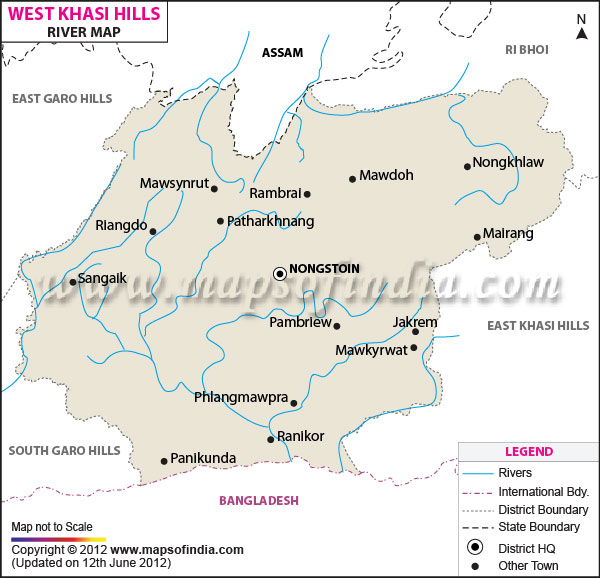 WEST KHASI HILLS
RIVER MAP
N
ASSAM
RI BHOI
EAST GARO HILLS
Nongkhlaw
Mawdoh
Mawsynrut
Rambrai
Riangdo
Patharkhnang
Mairang
NONGSTOIN
Sangaik
www.mapsofindia.com
Pambriew
Jakrem
EAST KHASI HILLS
Mawkyrwat
Phlangmawpra
Ranikor
SOUTH GARO HILLS
Panikunda
BANGLADESH
LEGEND
Rivers
International Bdy.
District Boundary
State Boundary
District HQ
Other Town
Map not to Scale
Copyright © 2012 www.mapsofindia.com
(Updated on 12th June 2012)